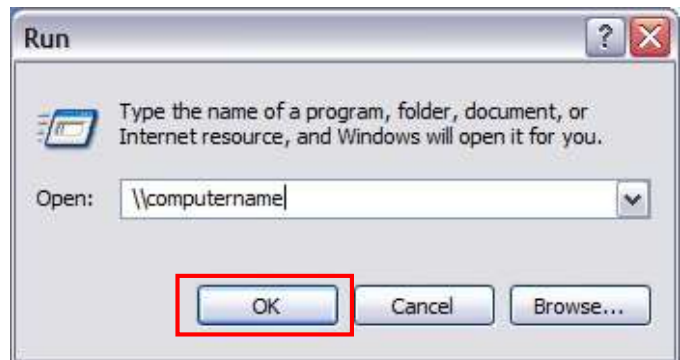 Run
Type the name of a program, folder, document, or
Internet resource, and Windows will open it for you.
Open: \\computername
OK Cancel Browse...